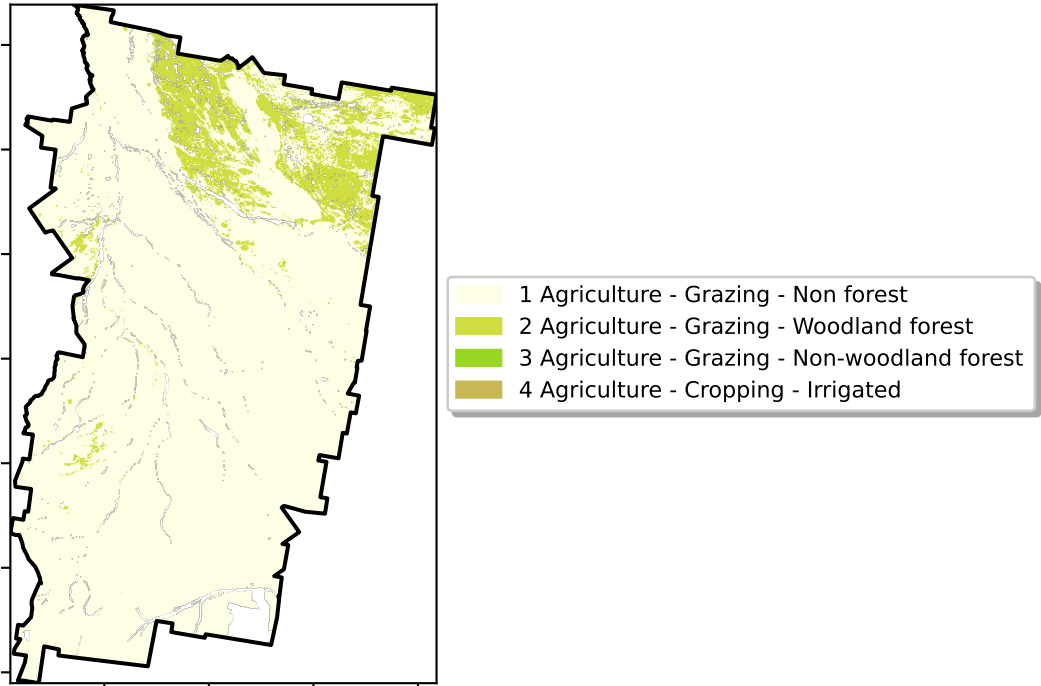 1 Agriculture - Grazing - Non forest
2 Agriculture - Grazing - Woodland forest
3 Agriculture - Grazing - Non-woodland forest
4 Agriculture - Cropping - Irrigated